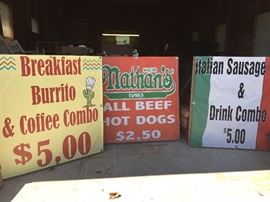 Breakfast
Burrito
& Coffee Combo
$5.00
Nathan's
FAMOUS
ALL BEEF
HOT DOGS
$2.50
Italian Sausage
&
Drink Combo
$5.00